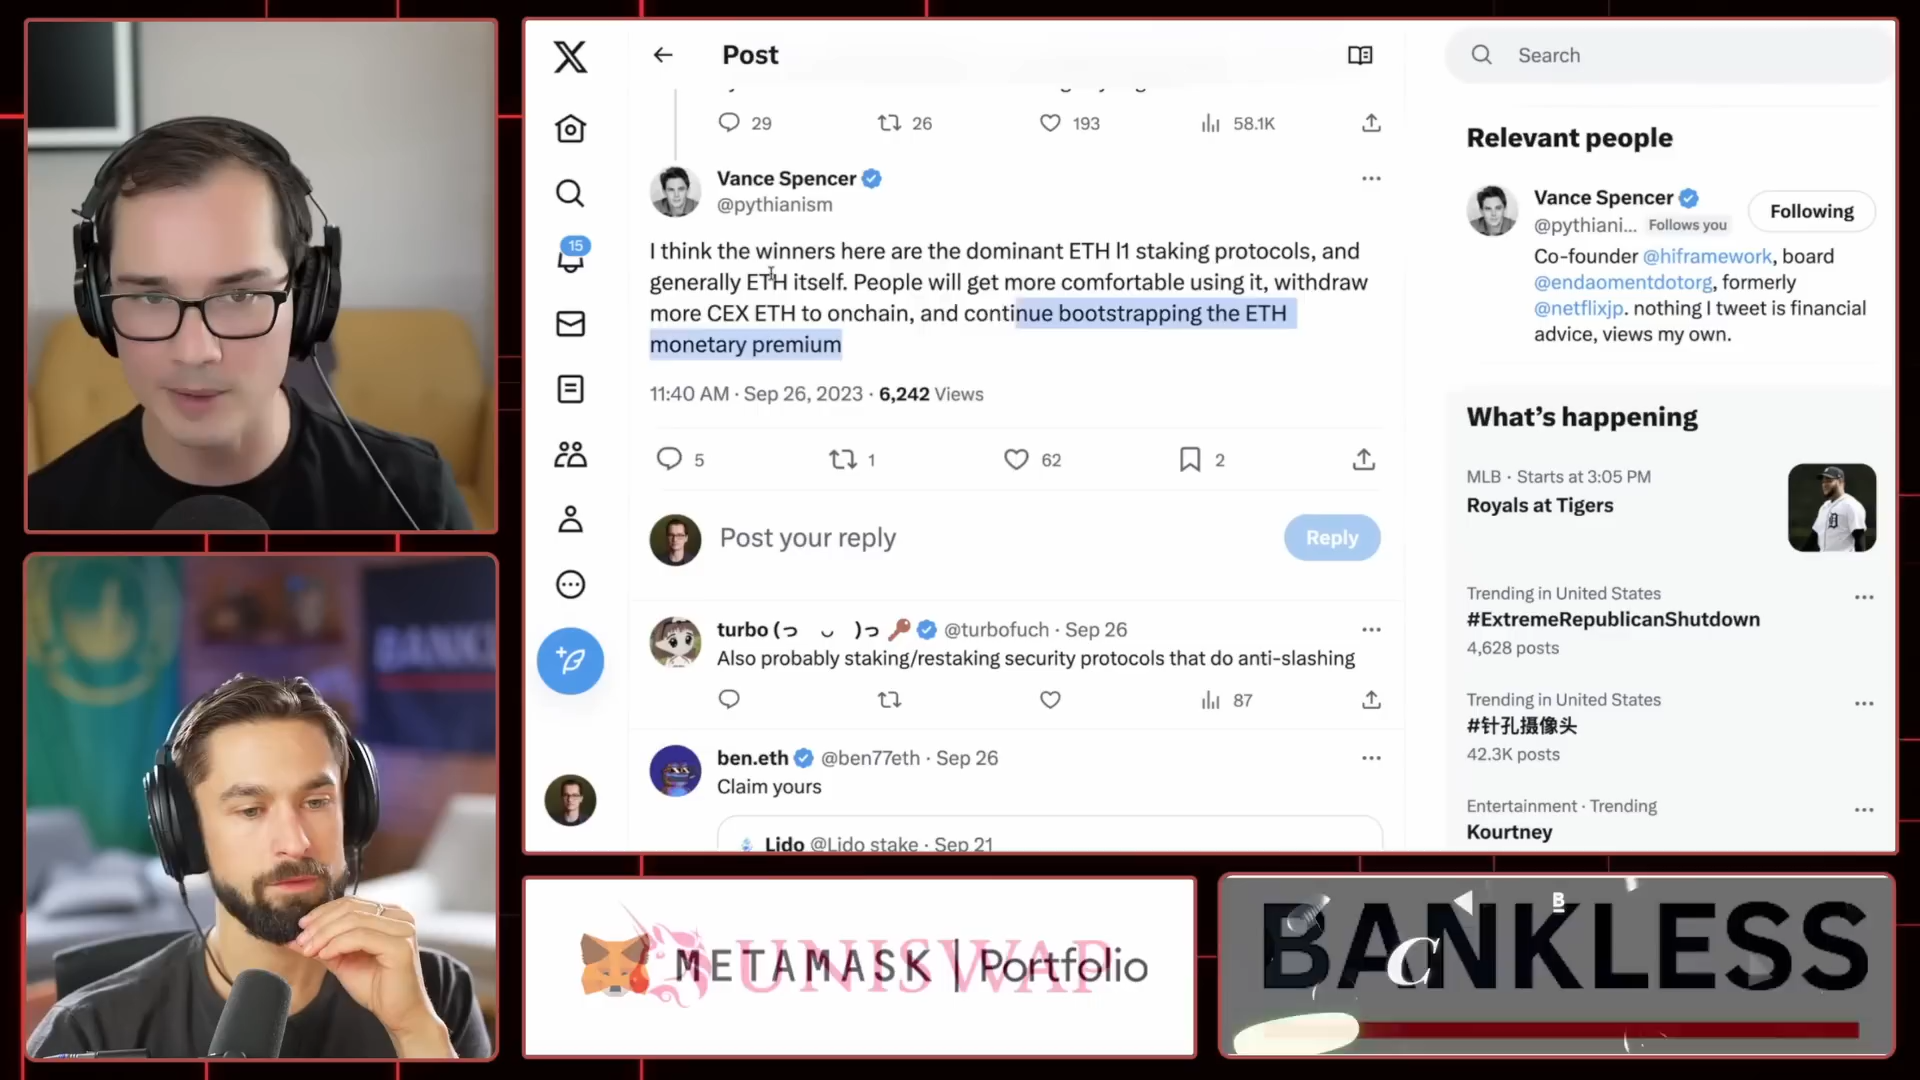 Post
Search
29
26
193
58.1K
Vance Spencer
@pythianism
I think the winners here are the dominant ETH l1 staking protocols, and
generally ETH itself. People will get more comfortable using it, withdraw
more CEX ETH to onchain, and continue bootstrapping the ETH
monetary premium
11:40 AM · Sep 26, 2023 · 6,242 Views
5
1
62
2
Post your reply
Reply
turbo (っ ᴗ )っ @turbofuch · Sep 26
Also probably staking/restaking security protocols that do anti-slashing
87
ben.eth @ben77eth · Sep 26
Claim yours
Lido @Lido stake · Sep 21
15
Relevant people
Vance Spencer
@pythiani... Follows you
Following
Co-founder @hiframework, board
@endaomentdotorg, formerly
@netflixjp. nothing I tweet is financial
advice, views my own.
What's happening
MLB · Starts at 3:05 PM
Royals at Tigers
Trending in United States
#ExtremeRepublicanShutdown
4,628 posts
Trending in United States
#针孔摄像头
42.3K posts
Entertainment · Trending
Kourtney
METAMASK | Portfolio
UNISWAP
BANKLESS